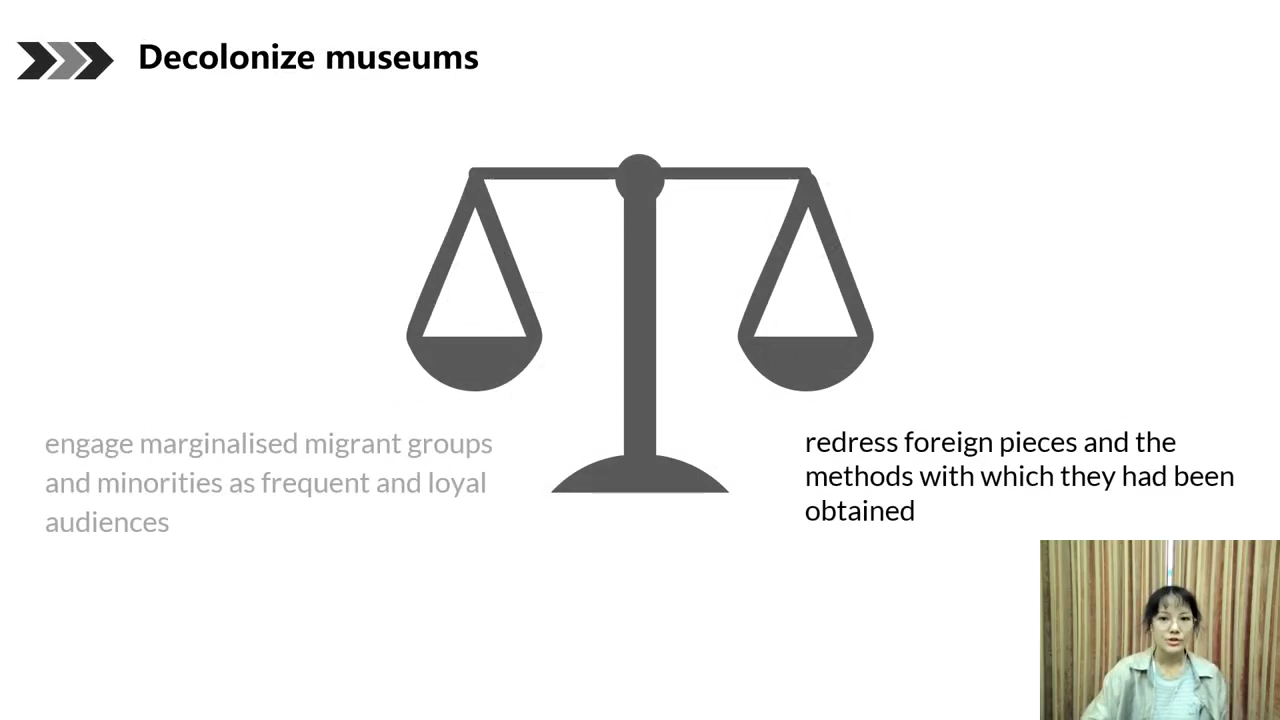 Decolonize museums
engage marginalised migrant groups
and minorities as frequent and loyal
audiences
redress foreign pieces and the
methods with which they had been
obtained